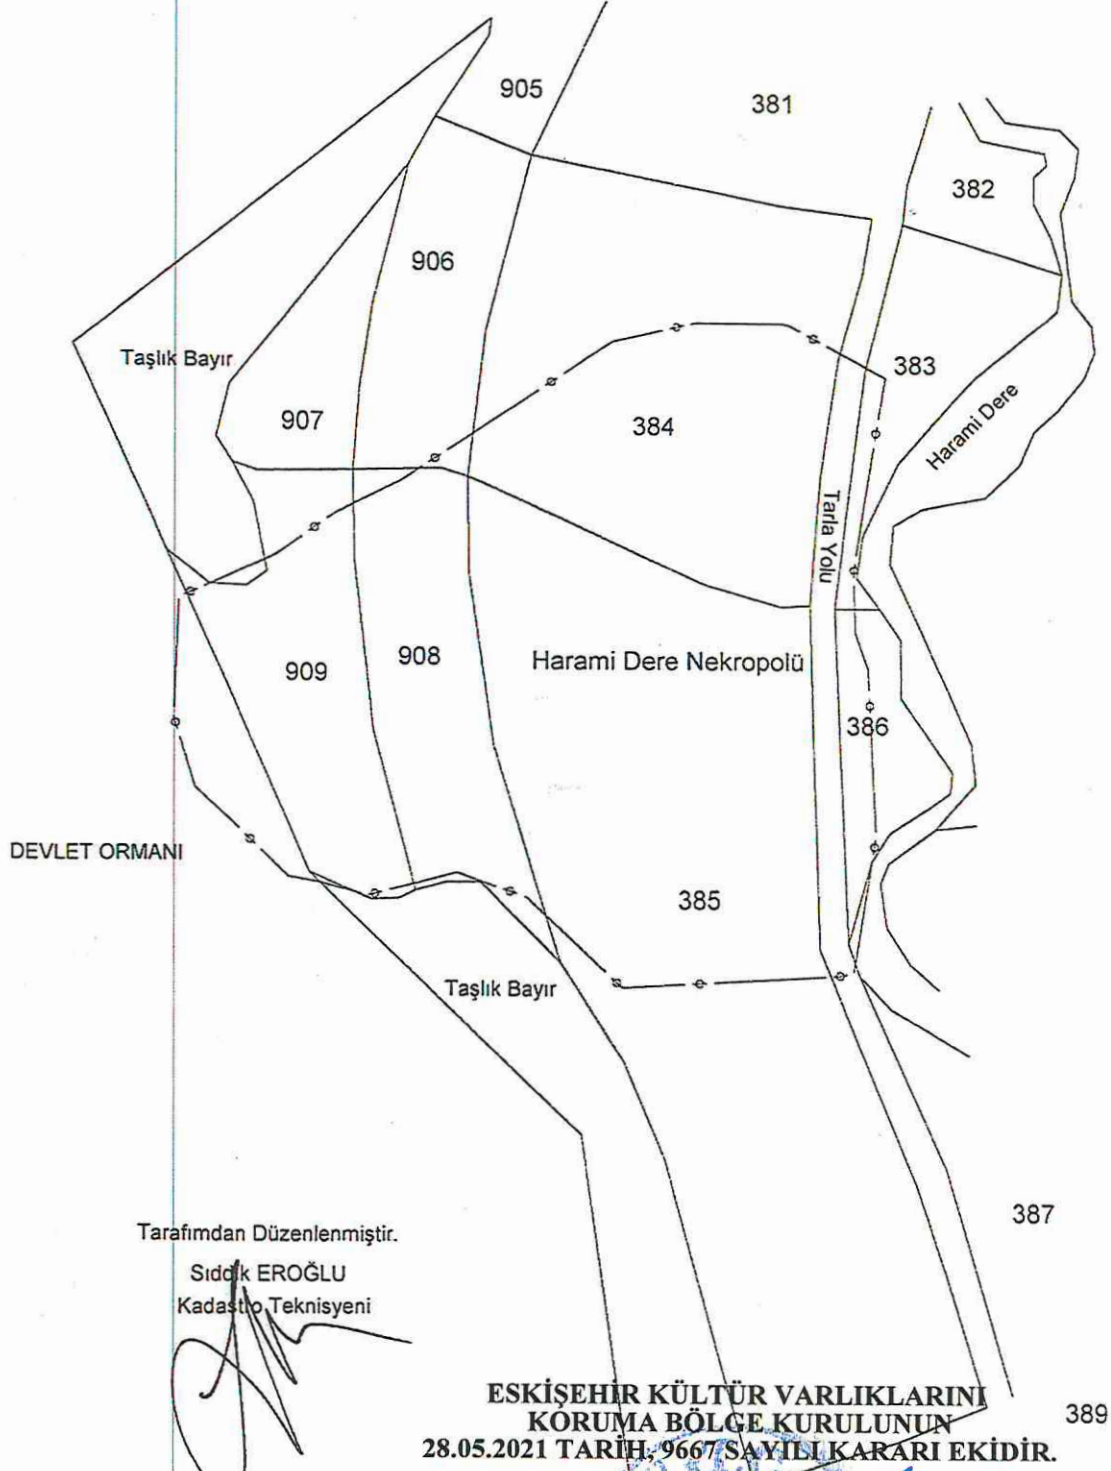 905
381
382
906
Taşlık Bayır
383
907
384
Harami Dere
Tarla Yolu
909
908
Harami Dere Nekropolü
386
DEVLET ORMANI
385
Taşlık Bayır
387
Tarafımdan Düzenlenmiştir.
Sıddık EROĞLU
Kadastro Teknisyeni
389
ESKİŞEHİR KÜLTÜR VARLIKLARINI
KORUMA BÖLGE KURULUNUN
28.05.2021 TARİH, 9667 SAYILI KARARI EKİDİR.